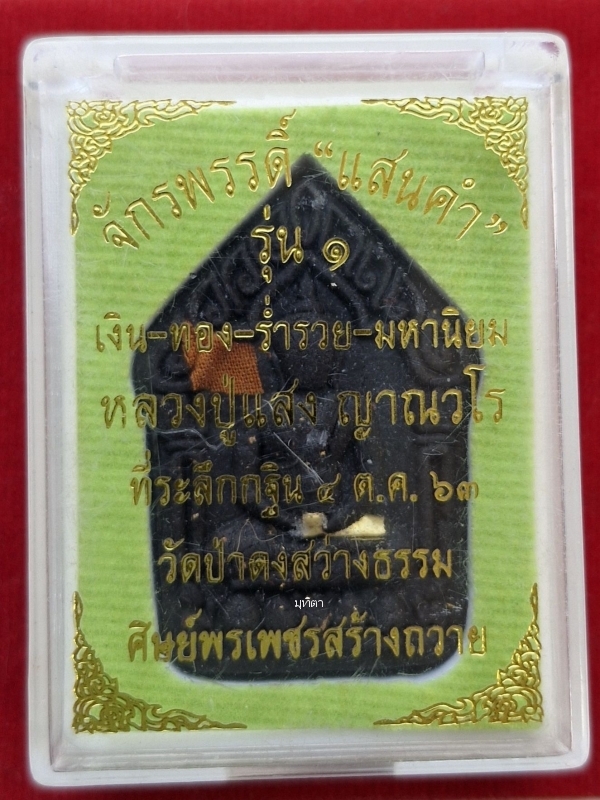 จักรพรรดิ์ "แสนคำ"
รุ่น ๑
เงิน-ทอง-ร่ำรวย-มหานิยม
หลวงปู่แสง ญาณวโร
ที่ระลึกกฐิน ๔ ต.ค. ๖๓
วัดป่าดงสว่างธรรม
มุทิตา
ศิษย์พรเพชรสร้างถวาย